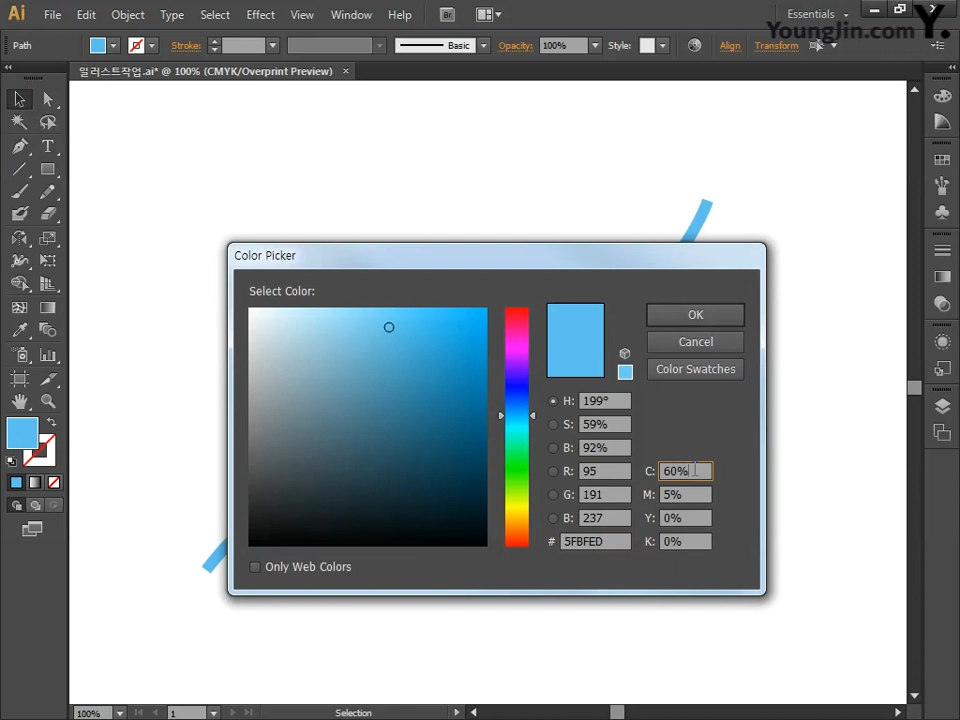 Ai File Edit Object Type Select Effect View Window Help Br Essentials
Youngjin.com Y.
Path Stroke: Basic Opacity: 100% Style: Align Transform
일러스트작업.ai* @ 100% (CMYK/Overprint Preview) ×
T
Color Picker
Select Color:
OK
Cancel
Color Swatches
H: 199°
S: 59%
B: 92%
R: 95 C: 60%
G: 191 M: 5%
B: 237 Y: 0%
# 5FBFED K: 0%
Only Web Colors
100% 1 Selection